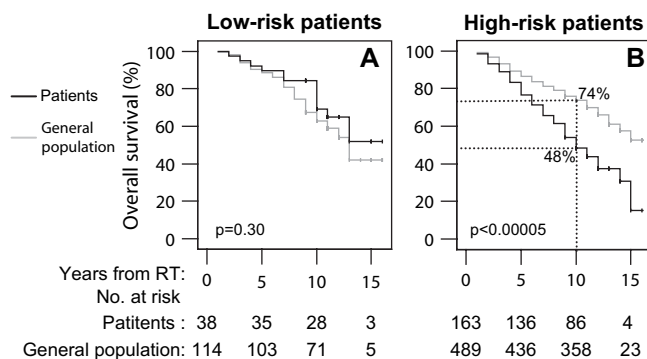 Low-risk patients
High-risk patients
A
B
Patients
General
population
Overall survival (%)
100
80
60
40
20
0
p=0.30
100
80
60
40
20
0
74%
48%
p<0.00005
Years from RT:
0 5 10 15
0 5 10 15
No. at risk
Patitents : 38 35 28 3 163 136 86 4
General population: 114 103 71 5 489 436 358 23